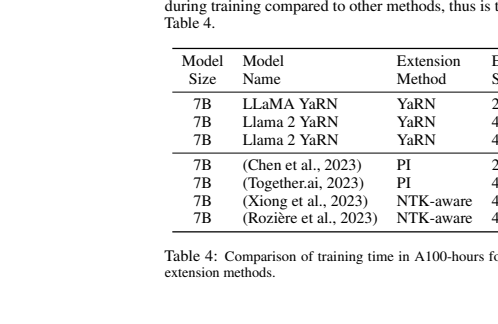 during training compared to other methods, thus is t
Table 4.
Model Model Extension E
Size Name Method S
7B LLaMA YaRN YaRN 2
7B Llama 2 YaRN YaRN 4
7B Llama 2 YaRN YaRN 4
7B (Chen et al., 2023) PI 2
7B (Together.ai, 2023) PI 4
7B (Xiong et al., 2023) NTK-aware 4
7B (Rozière et al., 2023) NTK-aware 4
Table 4: Comparison of training time in A100-hours fo
extension methods.